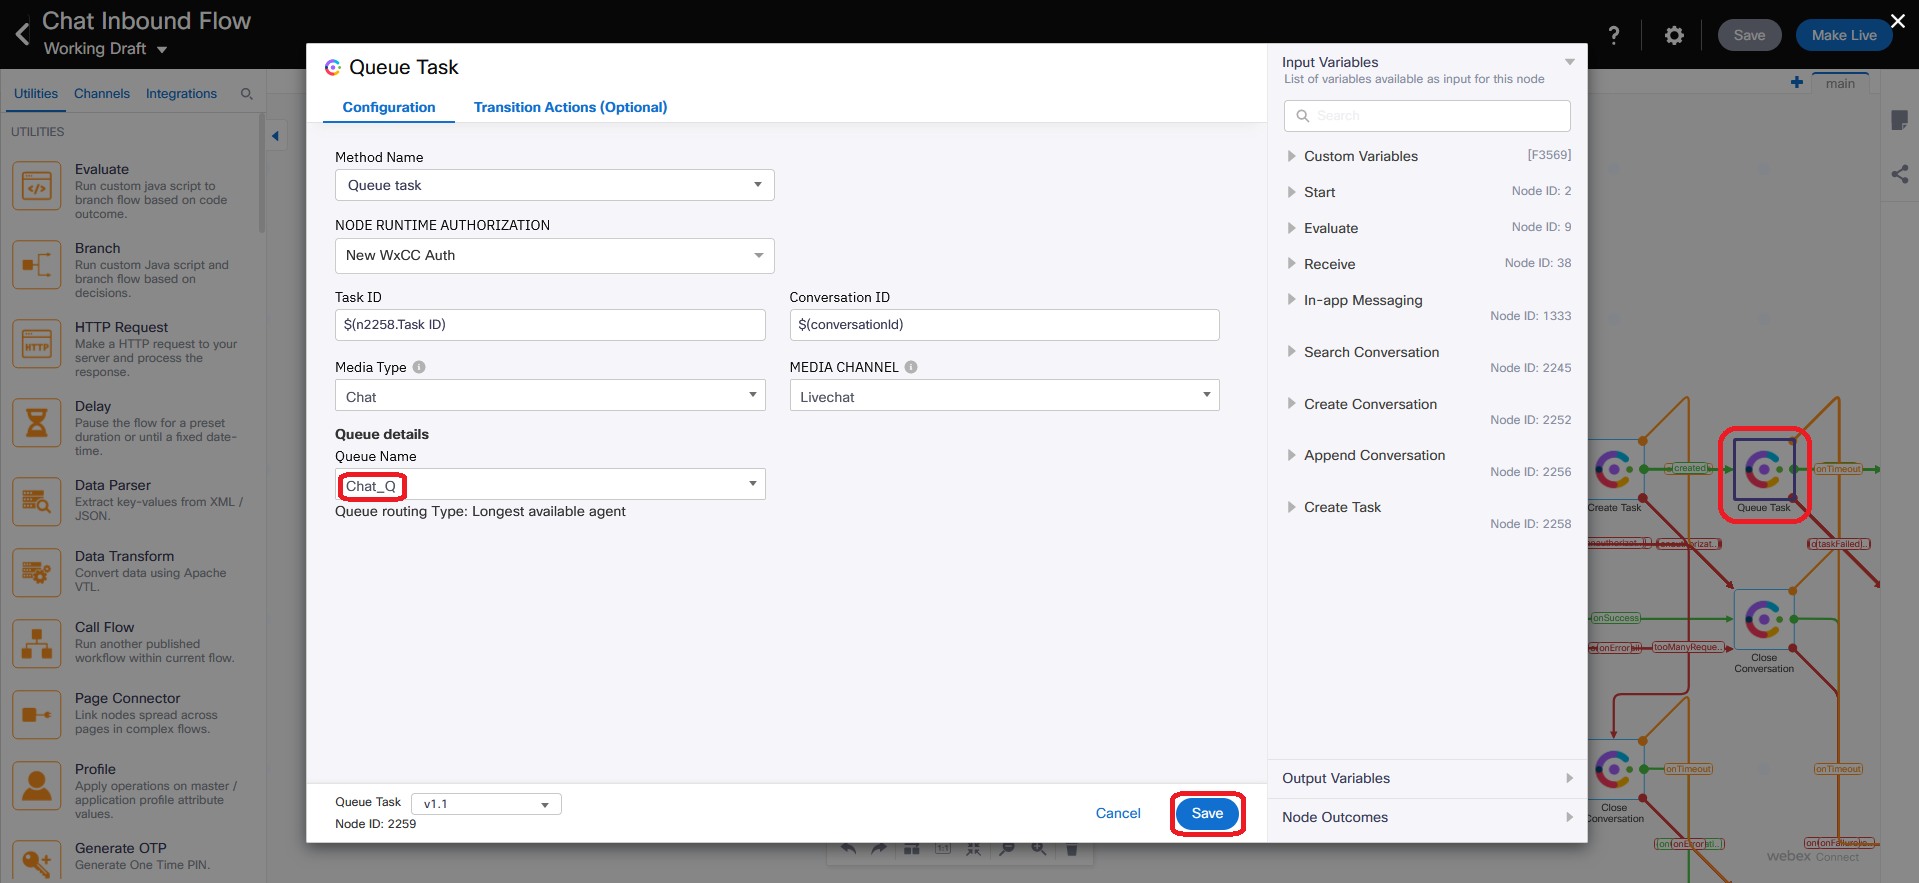 Chat Inbound Flow
Working Draft
Save
Make Live
Utilities Channels Integrations
UTILITIES
Evaluate
Run custom java script to
branch flow based on code
outcome.
Branch
Run custom Java script and
branch flow based on
decisions.
HTTP Request
Make a HTTP request to your
server and process the
response.
Delay
Pause the flow for a preset
duration or until a fixed date-
time.
Data Parser
Extract key-values from XML /
JSON.
Data Transform
Convert data using Apache
VTL.
Call Flow
Run another published
workflow within current flow.
Page Connector
Link nodes spread across
pages in complex flows.
Profile
Apply operations on master /
application profile attribute
values.
Generate OTP
Generate One Time PIN.
Queue Task
Configuration Transition Actions (Optional)
Method Name
Queue task
NODE RUNTIME AUTHORIZATION
New WxCC Auth
Task ID
$(n2258.Task ID)
Conversation ID
$(conversationId)
Media Type
Chat
MEDIA CHANNEL
Livechat
Queue details
Queue Name
Chat_Q
Queue routing Type: Longest available agent
Queue Task v1.1
Node ID: 2259
Cancel
Save
Input Variables
List of variables available as input for this node
Search
Custom Variables [F3569]
Start Node ID: 2
Evaluate Node ID: 9
Receive Node ID: 38
In-app Messaging
Node ID: 1333
Search Conversation
Node ID: 2245
Create Conversation
Node ID: 2252
Append Conversation
Node ID: 2256
Create Task
Node ID: 2258
Output Variables
Node Outcomes
main
created
onTimeout
Create Task
Queue Task
taskFailed
onSuccess
onError
tooManyReque..
Close
Conversation
onTimeout
onTimeout
Close
Conversation
webex Connect